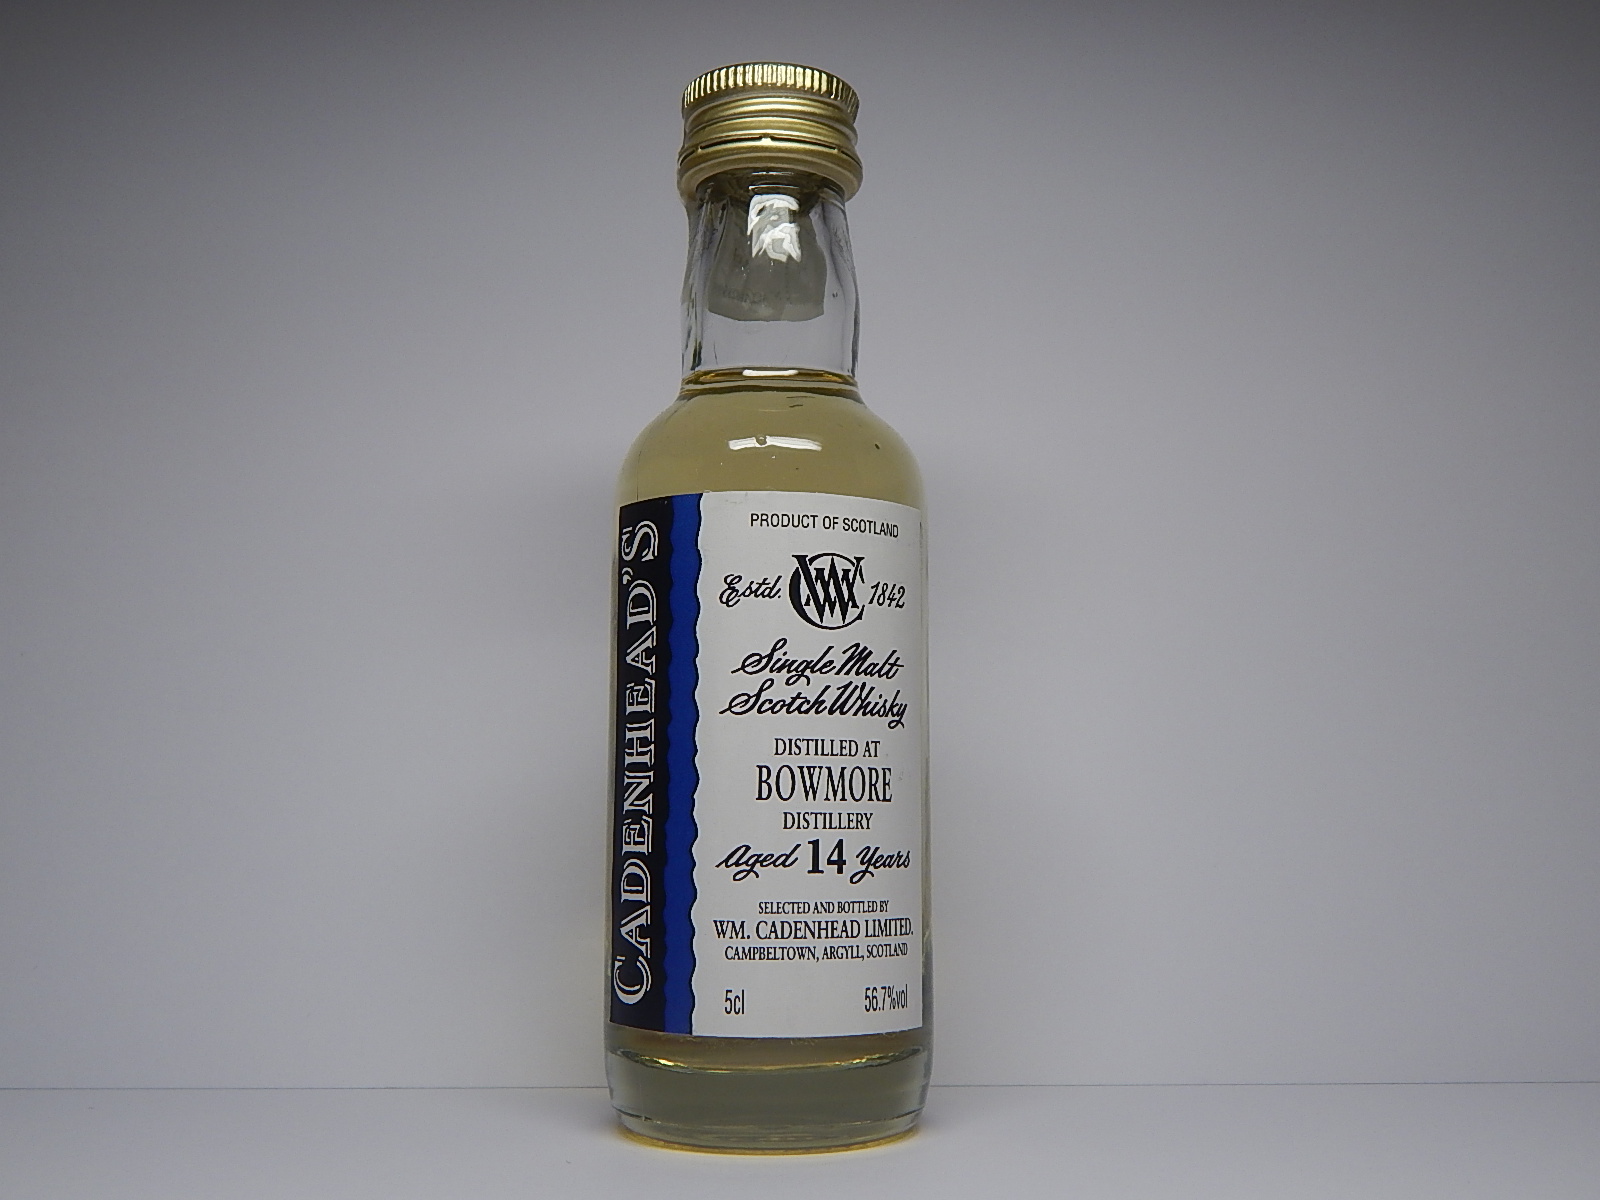 CADENHEAD"S
PRODUCT OF SCOTLAND
Estd. WC 1842
Single Malt
Scotch Whisky
DISTILLED AT
BOWMORE
DISTILLERY
Aged 14 Years
SELECTED AND BOTTLED BY
WM. CADENHEAD LIMITED.
CAMPBELTOWN, ARGYLL, SCOTLAND
5cl 56.7%vol